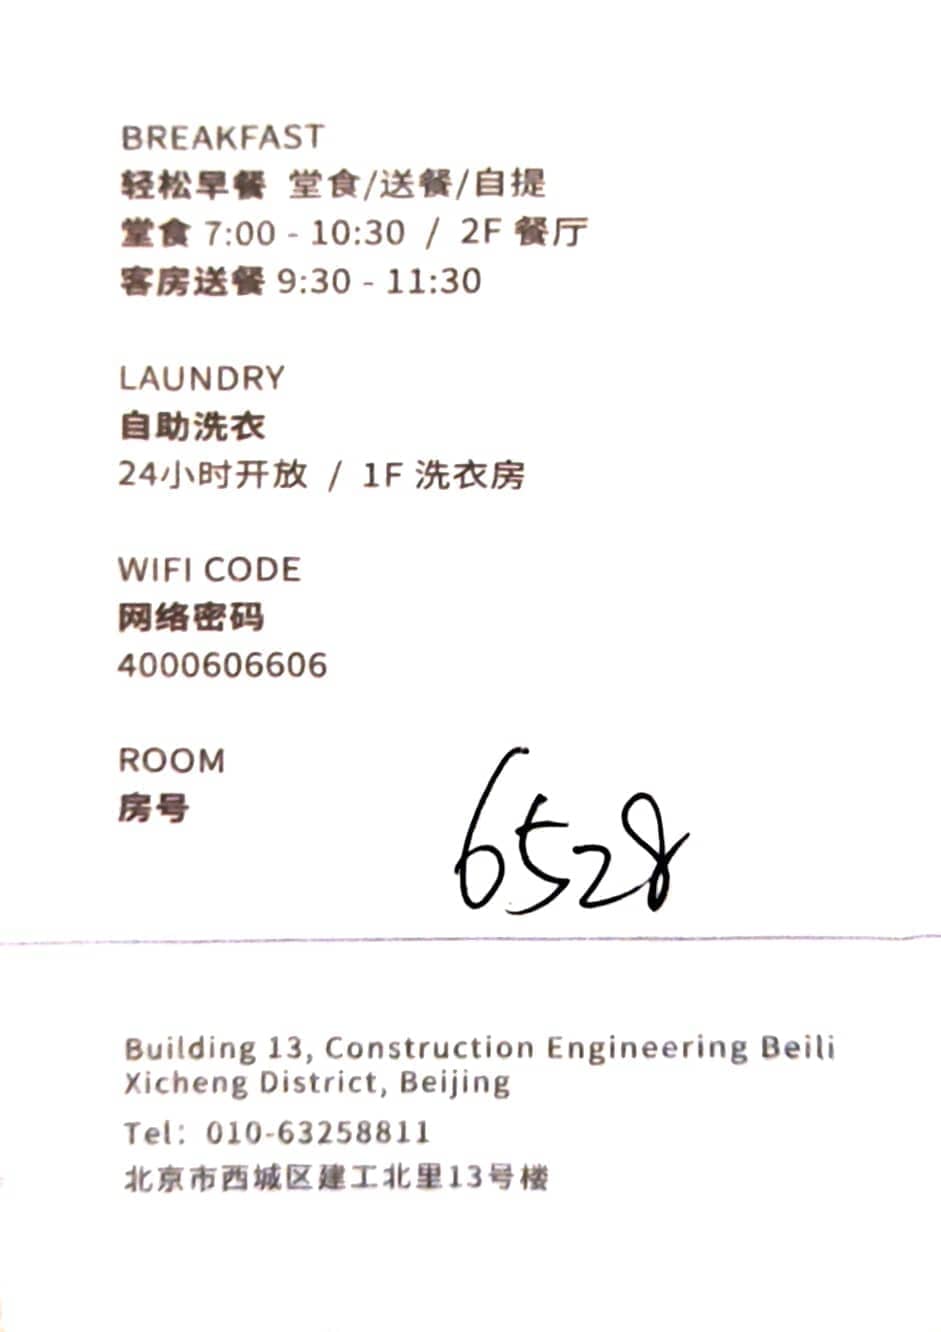 BREAKFAST
轻松早餐 堂食/送餐/自提
堂食 7:00 - 10:30 / 2F 餐厅
客房送餐 9:30 - 11:30
LAUNDRY
自助洗衣
24小时开放 / 1F 洗衣房
WIFI CODE
网络密码
4000606606
ROOM
房号
6528
Building 13, Construction Engineering Beili
Xicheng District, Beijing
Tel: 010-63258811
北京市西城区建工北里13号楼